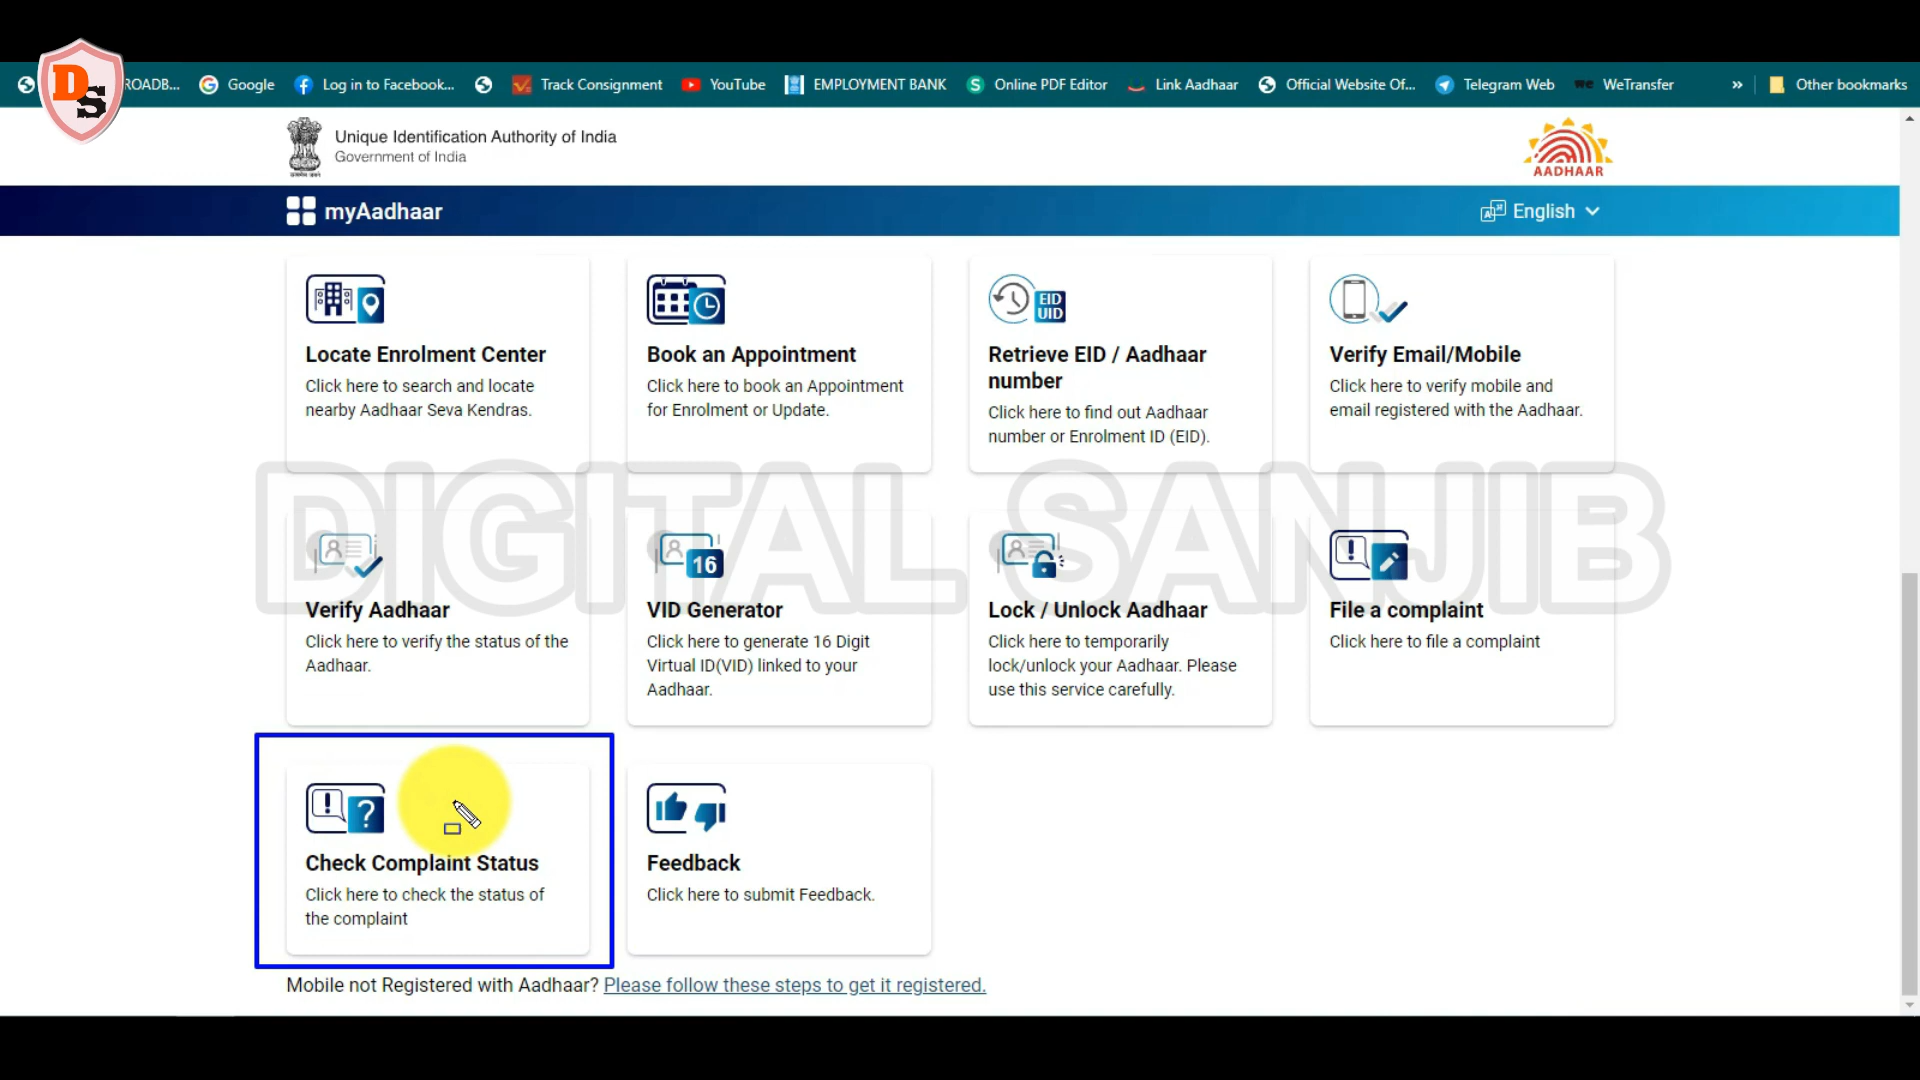 DS
ROADB... Google Log in to Facebook... Track Consignment YouTube EMPLOYMENT BANK Online PDF Editor Link Aadhaar Official Website Of... Telegram Web we WeTransfer » Other bookmarks
Unique Identification Authority of India
Government of India
AADHAAR
myAadhaar
English
EID
UID
Locate Enrolment Center
Click here to search and locate
nearby Aadhaar Seva Kendras.
Book an Appointment
Click here to book an Appointment
for Enrolment or Update.
Retrieve EID / Aadhaar
number
Click here to find out Aadhaar
number or Enrolment ID (EID).
Verify Email/Mobile
Click here to verify mobile and
email registered with the Aadhaar.
DIGITAL SANJIB
16
Verify Aadhaar
Click here to verify the status of the
Aadhaar.
VID Generator
Click here to generate 16 Digit
Virtual ID(VID) linked to your
Aadhaar.
Lock / Unlock Aadhaar
Click here to temporarily
lock/unlock your Aadhaar. Please
use this service carefully.
File a complaint
Click here to file a complaint
Check Complaint Status
Click here to check the status of
the complaint
Feedback
Click here to submit Feedback.
Mobile not Registered with Aadhaar? Please follow these steps to get it registered.